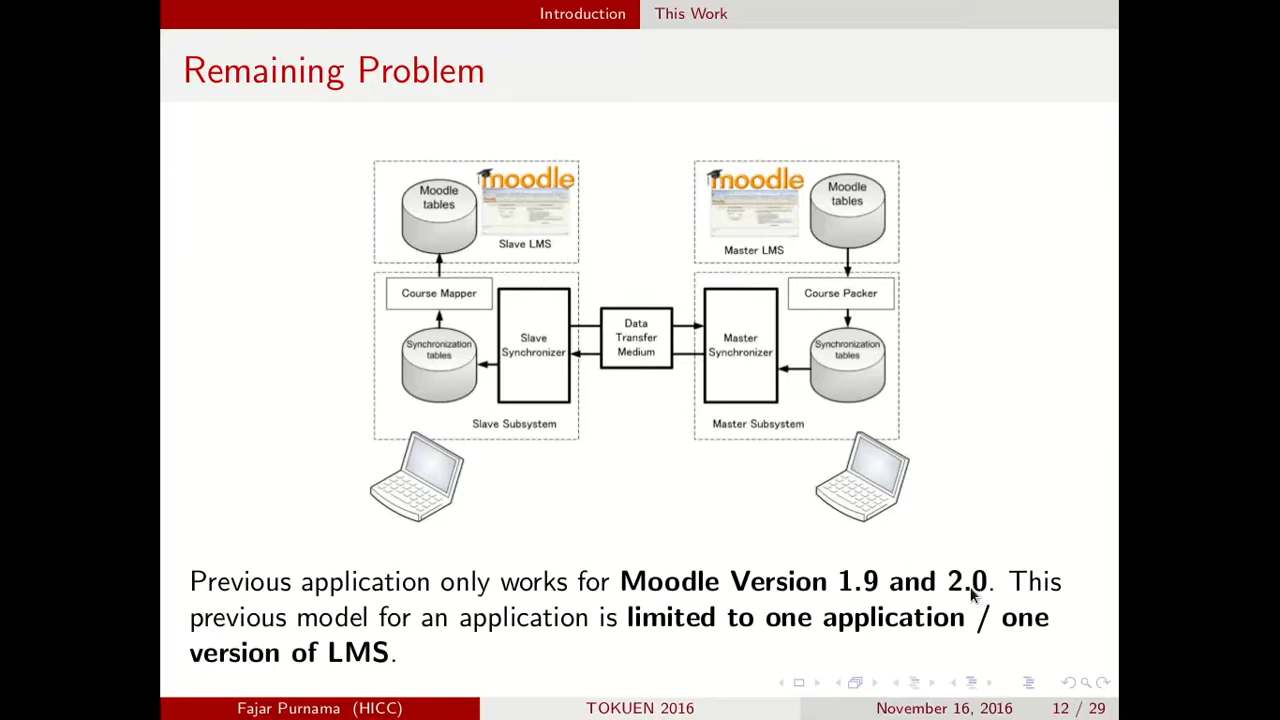 Introduction This Work
Remaining Problem
Moodle
tables
moodle
Slave LMS
moodle
Master LMS
Moodle
tables
Course Mapper
Synchronization
tables
Slave
Synchronizer
Slave Subsystem
Data
Transfer
Medium
Master
Synchronizer
Course Packer
Synchronization
tables
Master Subsystem
Previous application only works for Moodle Version 1.9 and 2.0. This
previous model for an application is limited to one application / one
version of LMS.
Fajar Purnama (HICC) TOKUEN 2016 November 16, 2016 12 / 29